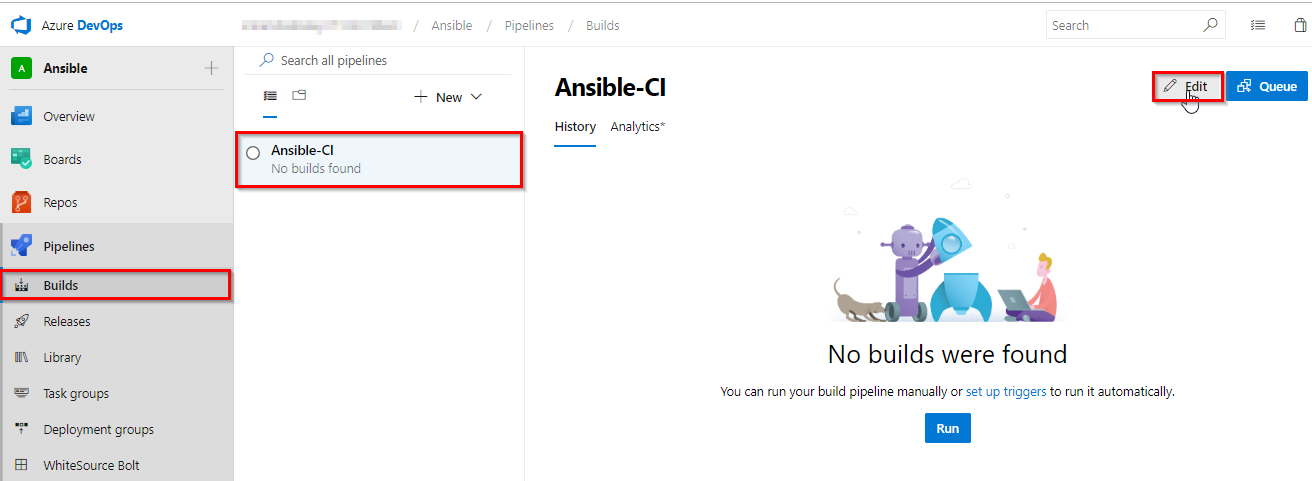 Azure DevOps
/ Ansible / Pipelines / Builds
Search
A Ansible
Overview
Boards
Repos
Pipelines
Builds
Releases
Library
Task groups
Deployment groups
WhiteSource Bolt
Search all pipelines
New
Ansible-CI
No builds found
Ansible-CI
Edit
Queue
History Analytics*
No builds were found
You can run your build pipeline manually or set up triggers to run it automatically.
Run